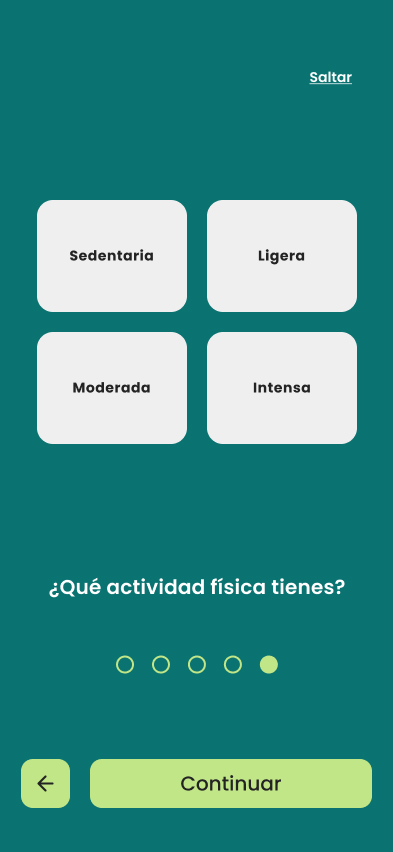 Saltar
Sedentaria
Ligera
Moderada
Intensa
¿Qué actividad física tienes?
Continuar